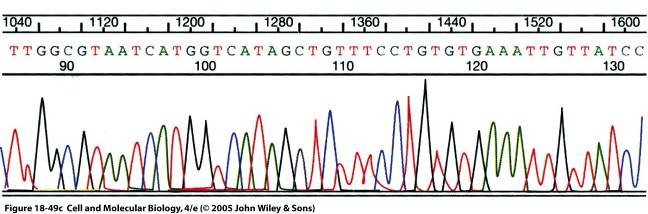 1040 1120 1200 1280 1360 1440 1520 1600
TTGGCGTAATCATGGTCATAGCTGTTTCCTGTGTGAAATTGTTATCC
90 100 110 120 130
Figure 18-49c Cell and Molecular Biology, 4/e (© 2005 John Wiley & Sons)